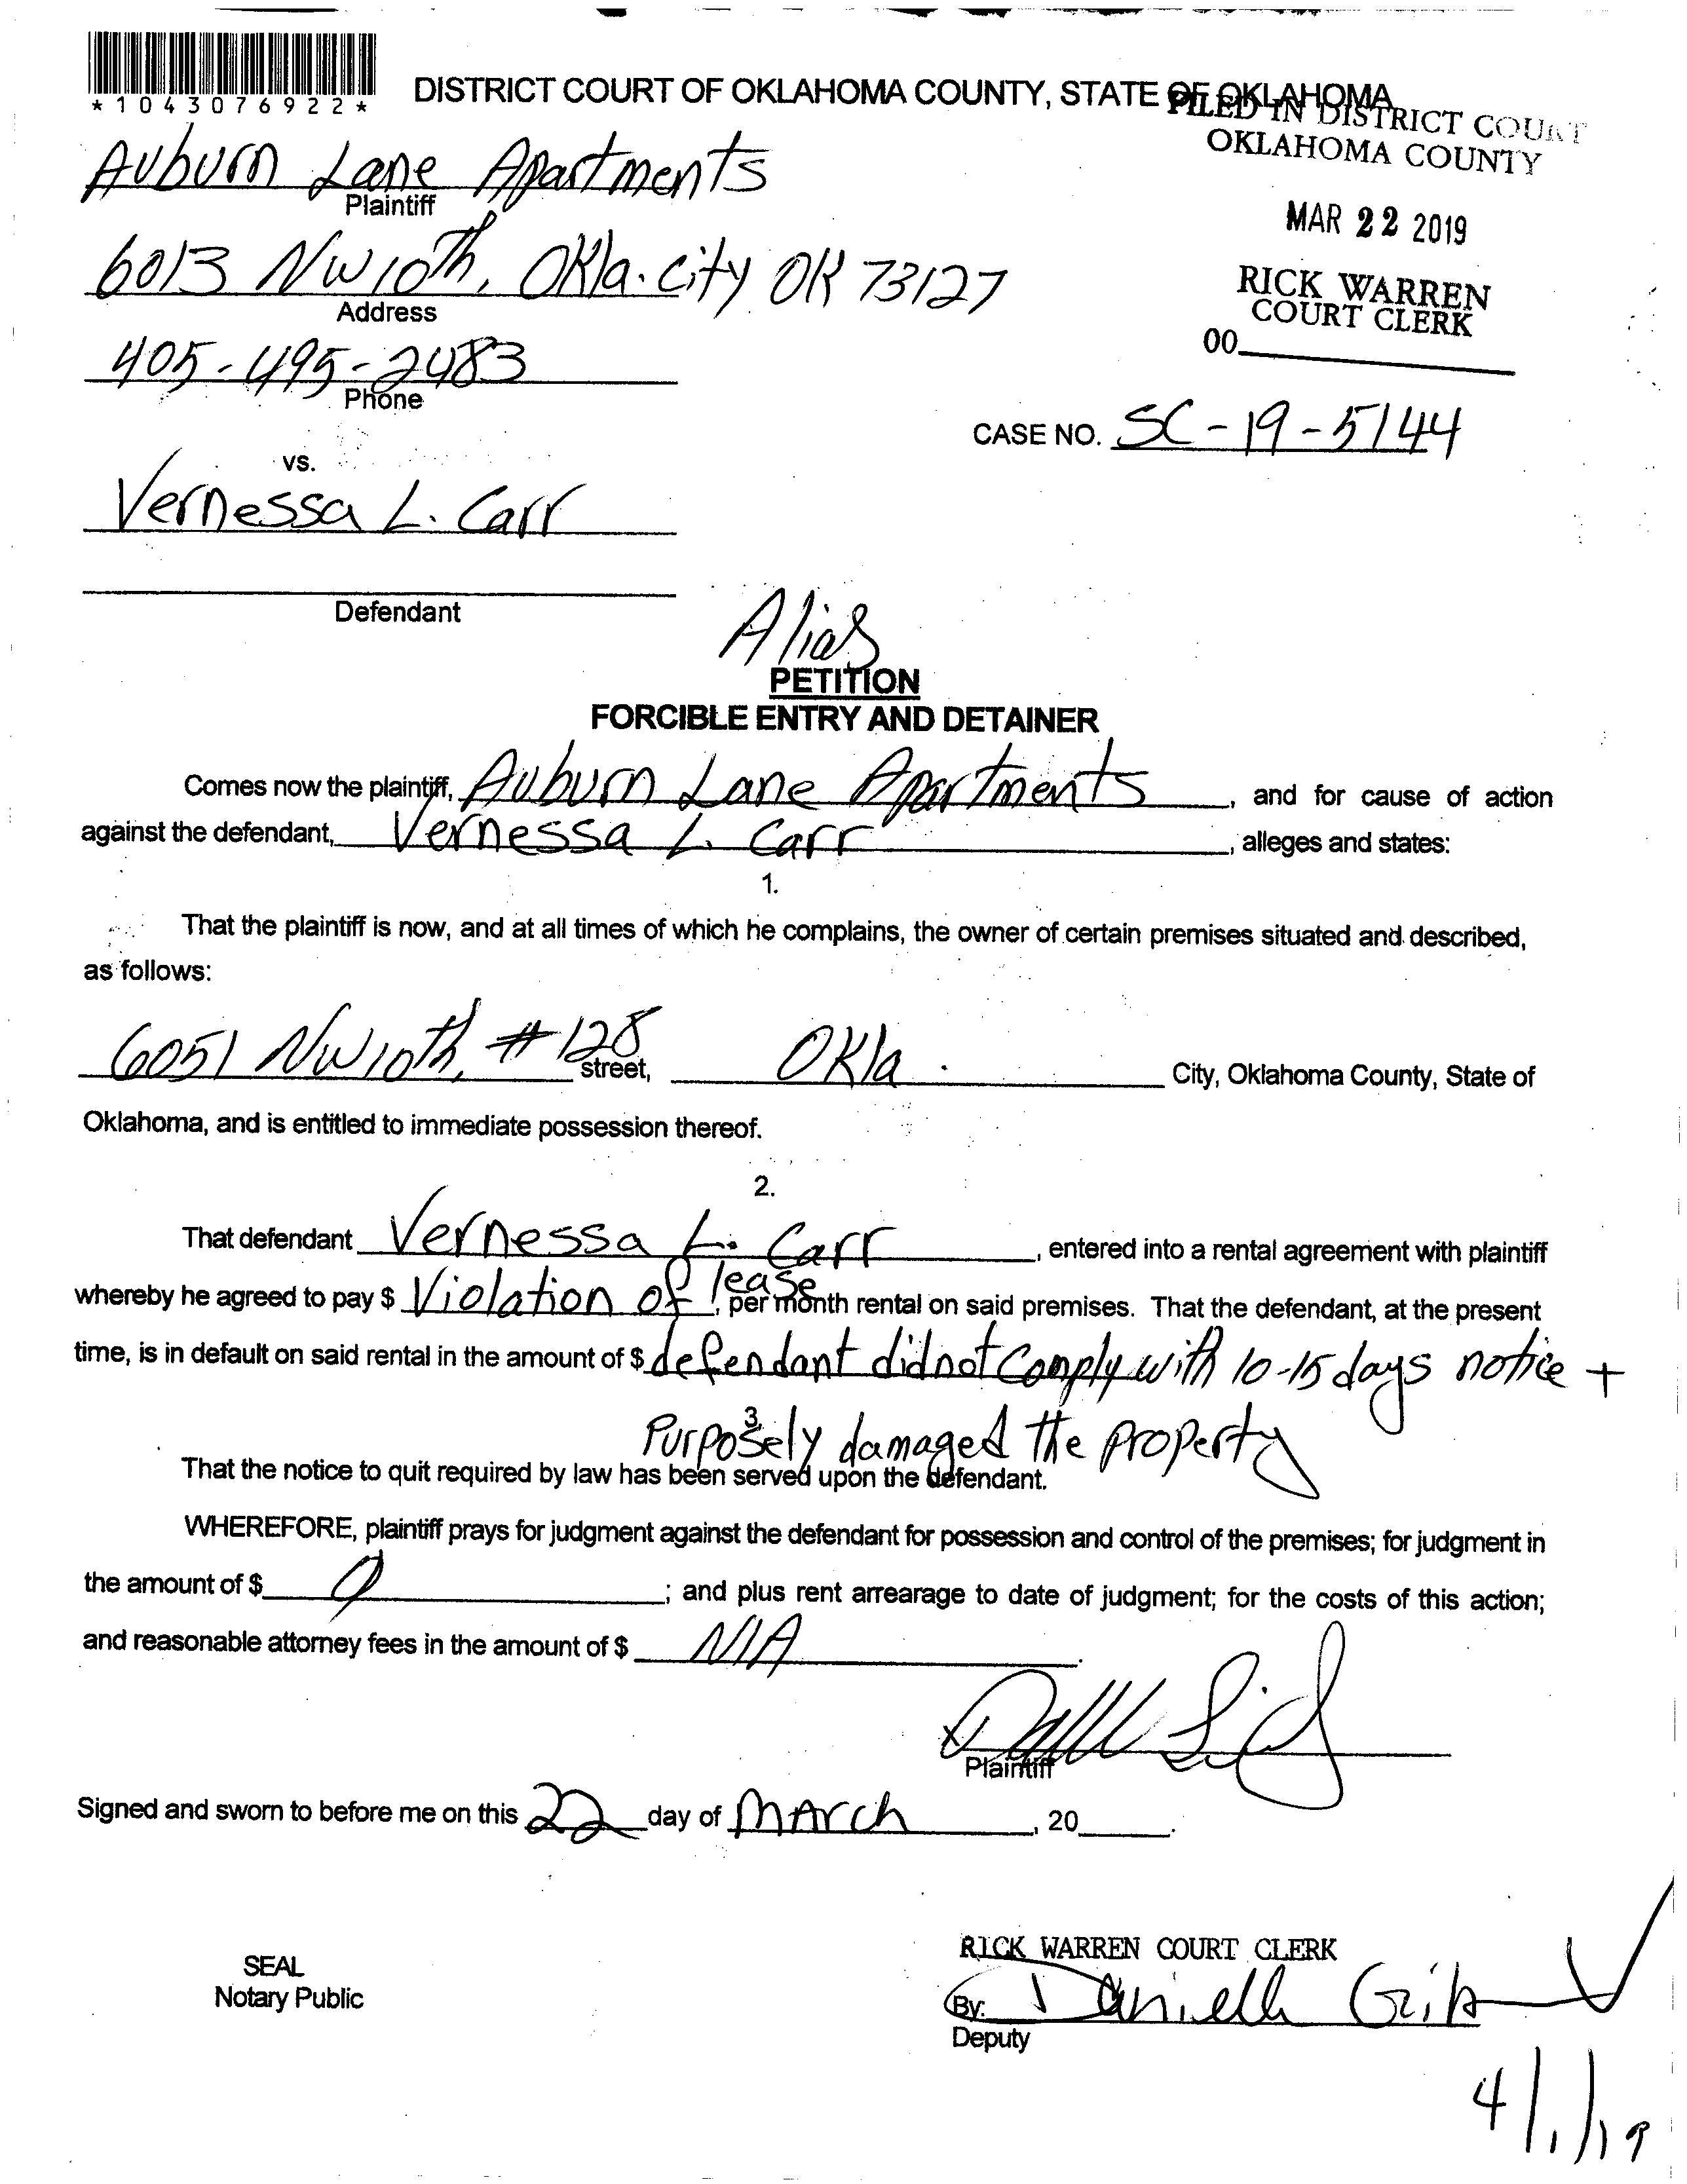 *1043076922*
DISTRICT COURT OF OKLAHOMA COUNTY, STATE OF OKLAHOMA
FILED IN DISTRICT COURT
OKLAHOMA COUNTY
MAR 22 2019
RICK WARREN
COURT CLERK
00
Auburn Lane Apartments
Plaintiff
6013 NW 10th, Okla. City OK 73127
Address
405-495-2483
Phone
CASE NO. SC-19-5144
vs.
Vernessa L. Carr
Defendant
Alias
PETITION
FORCIBLE ENTRY AND DETAINER
Comes now the plaintiff, Auburn Lane Apartments, and for cause of action
against the defendant, Vernessa L. Carr, alleges and states:
1.
That the plaintiff is now, and at all times of which he complains, the owner of certain premises situated and described,
as follows:
6051 NW 10th, #128 street, Okla. City, Oklahoma County, State of
Oklahoma, and is entitled to immediate possession thereof.
2.
That defendant Vernessa L. Carr, entered into a rental agreement with plaintiff
whereby he agreed to pay $ Violation of lease, per month rental on said premises. That the defendant, at the present
time, is in default on said rental in the amount of $ defendant did not comply with 10-15 days notice +
Purposely damaged the property
3.
That the notice to quit required by law has been served upon the defendant.
WHEREFORE, plaintiff prays for judgment against the defendant for possession and control of the premises; for judgment in
the amount of $ 0; and plus rent arrearage to date of judgment; for the costs of this action;
and reasonable attorney fees in the amount of $ N/A.
X
Plaintiff
Signed and sworn to before me on this 22 day of March, 20 .
SEAL
Notary Public
RICK WARREN COURT CLERK
By: Danielle
Deputy
4/1/19